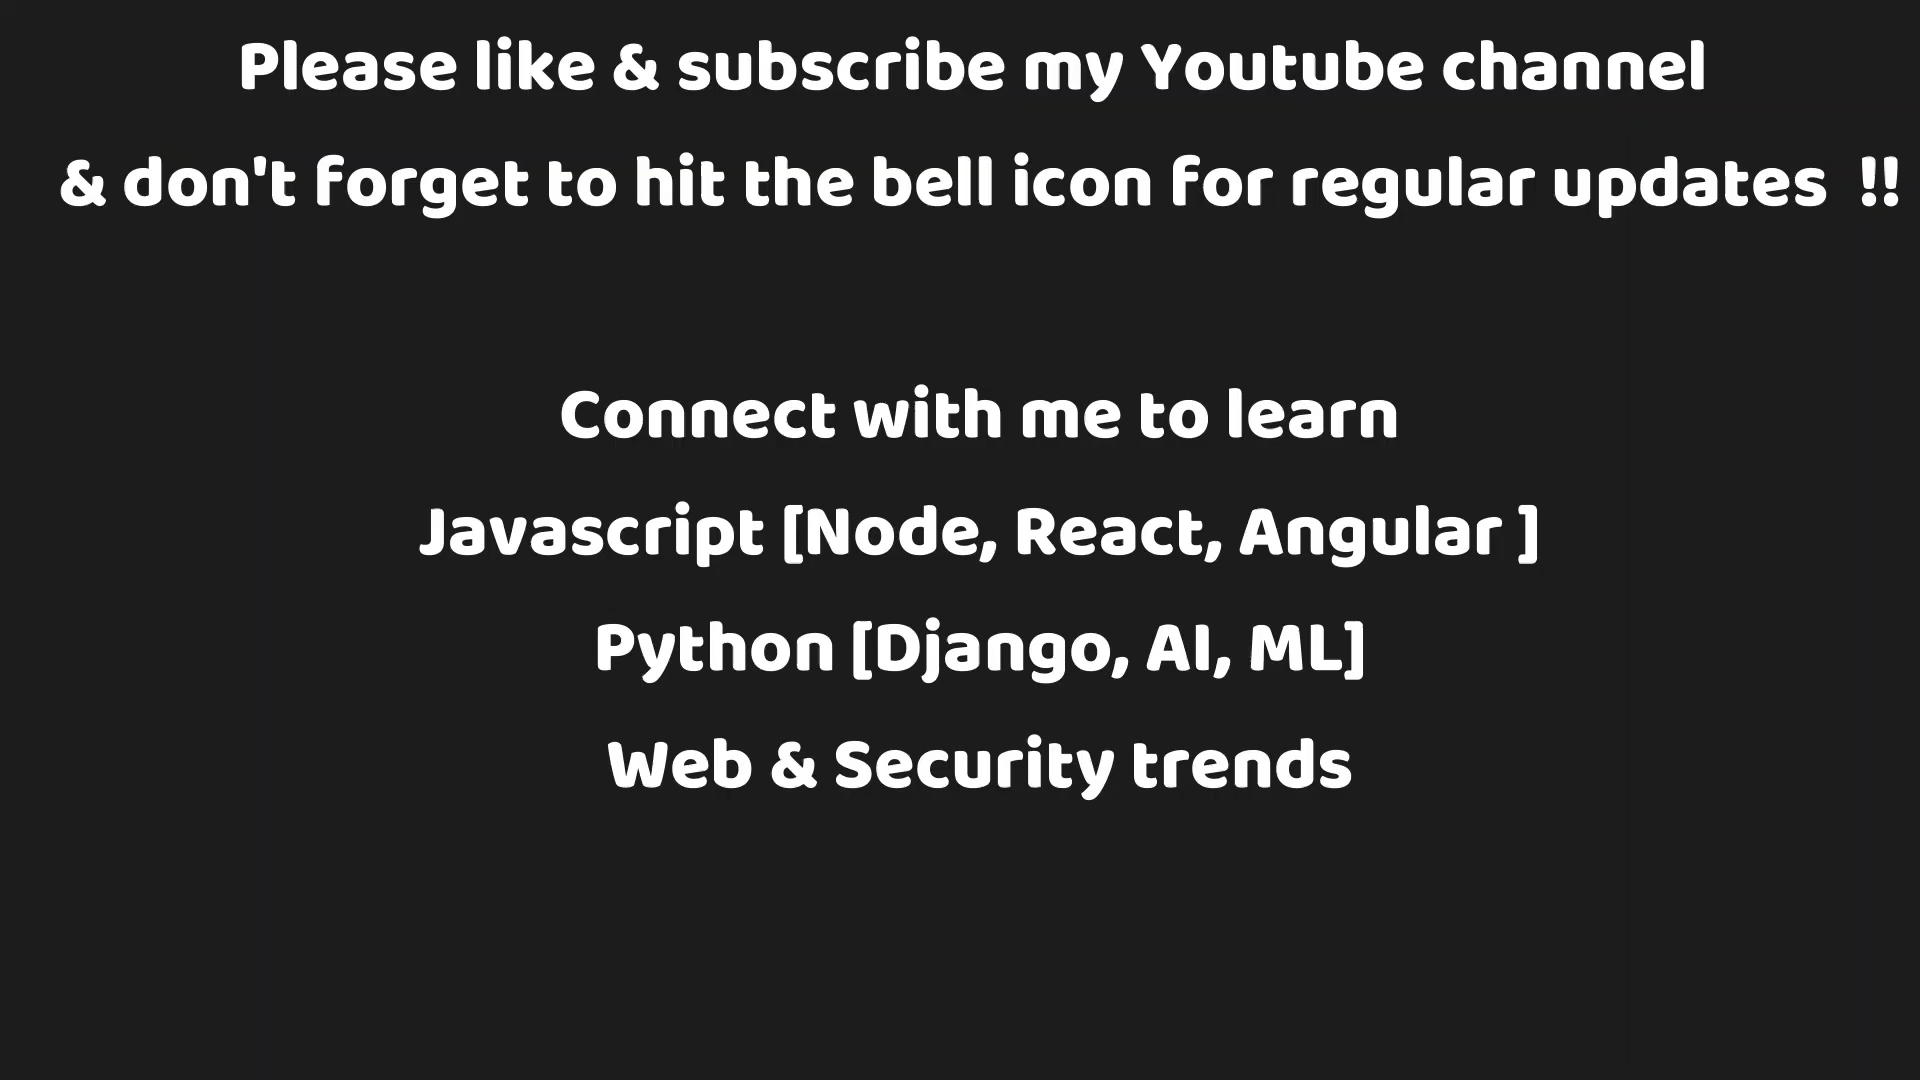 Please like & subscribe my Youtube channel
& don't forget to hit the bell icon for regular updates !!
Connect with me to learn
Javascript [Node, React, Angular ]
Python [Django, AI, ML]
Web & Security trends